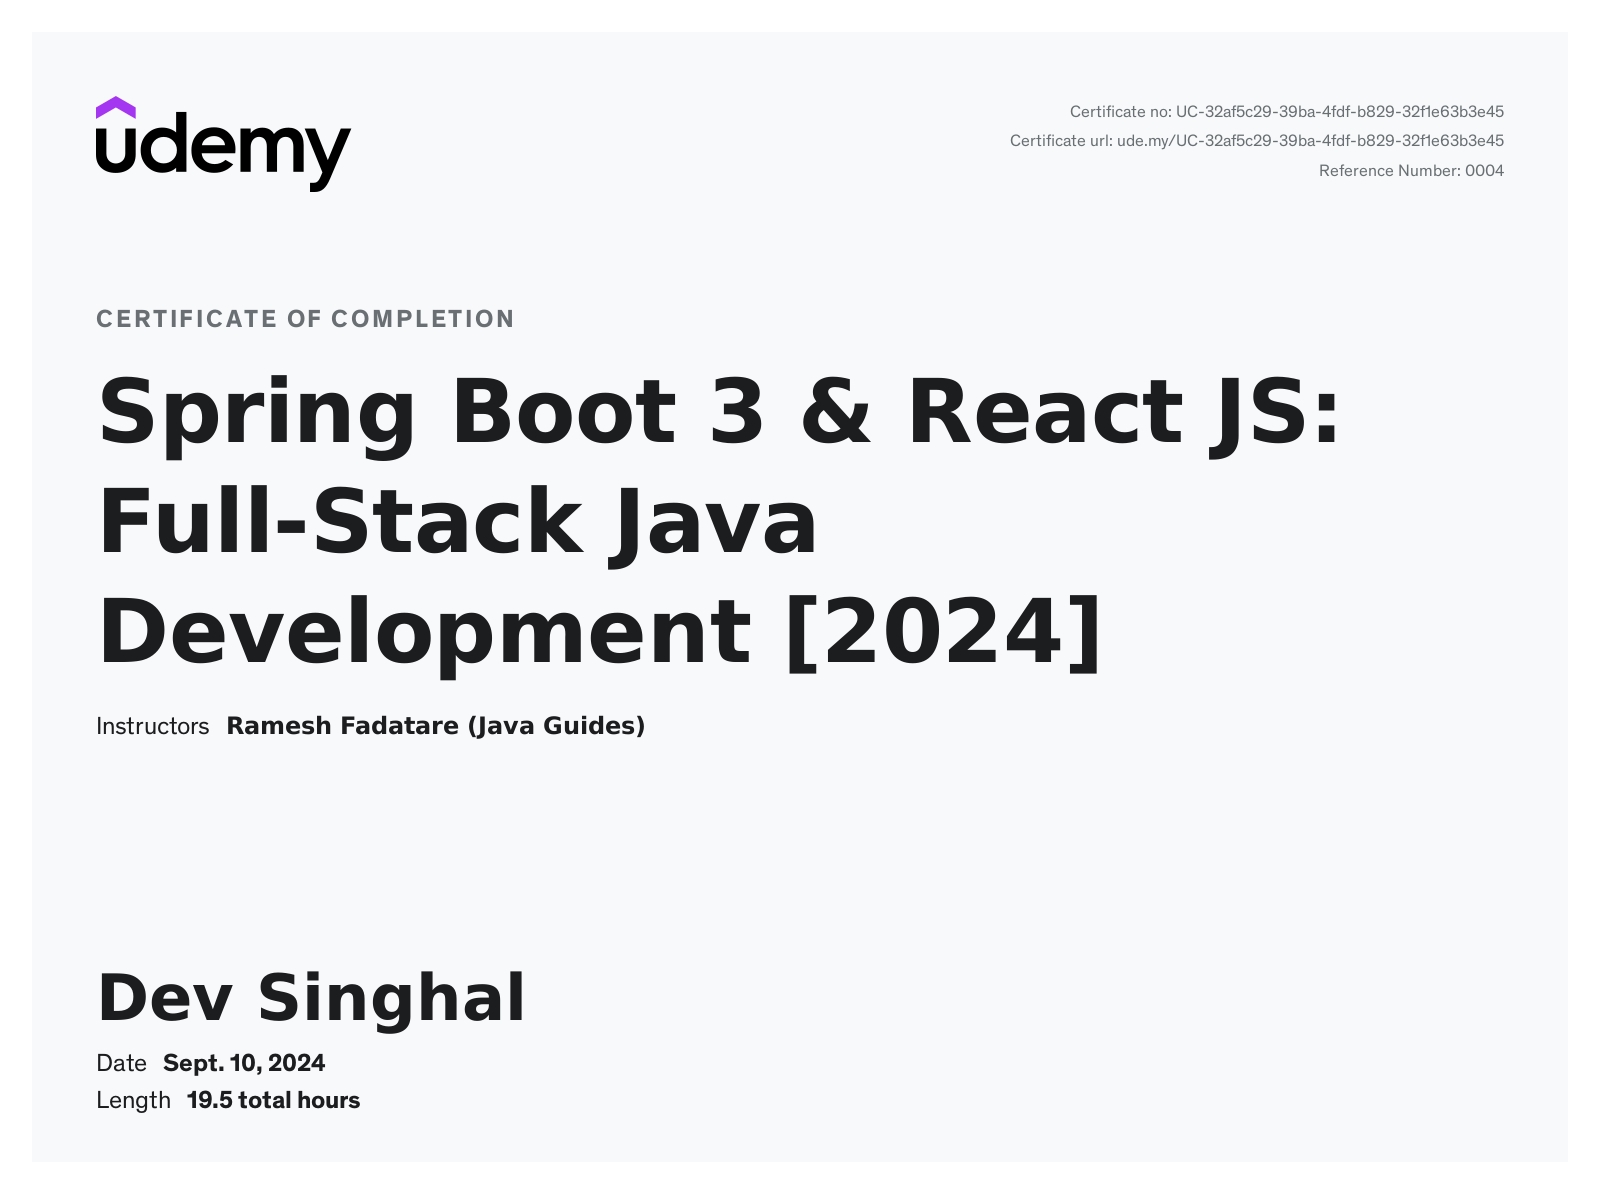 udemy
Certificate no: UC-32af5c29-39ba-4fdf-b829-32f1e63b3e45
Certificate url: ude.my/UC-32af5c29-39ba-4fdf-b829-32f1e63b3e45
Reference Number: 0004
CERTIFICATE OF COMPLETION
Spring Boot 3 & React JS:
Full-Stack Java
Development [2024]
Instructors Ramesh Fadatare (Java Guides)
Dev Singhal
Date Sept. 10, 2024
Length 19.5 total hours